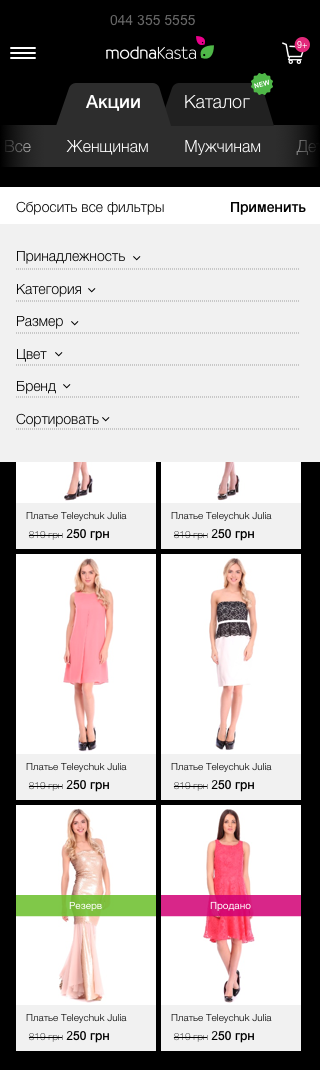 044 355 5555
modnaKasta
9+
Акции
Каталог
NEW
Все
Женщинам
Мужчинам
Де
Сбросить все фильтры
Применить
Принадлежность
Категория
Размер
Цвет
Бренд
Сортировать
Платье Teleychuk Julia
Платье Teleychuk Julia
819 грн 250 грн
819 грн 250 грн
Платье Teleychuk Julia
Платье Teleychuk Julia
819 грн 250 грн
819 грн 250 грн
Резерв
Продано
Платье Teleychuk Julia
Платье Teleychuk Julia
819 грн 250 грн
819 грн 250 грн